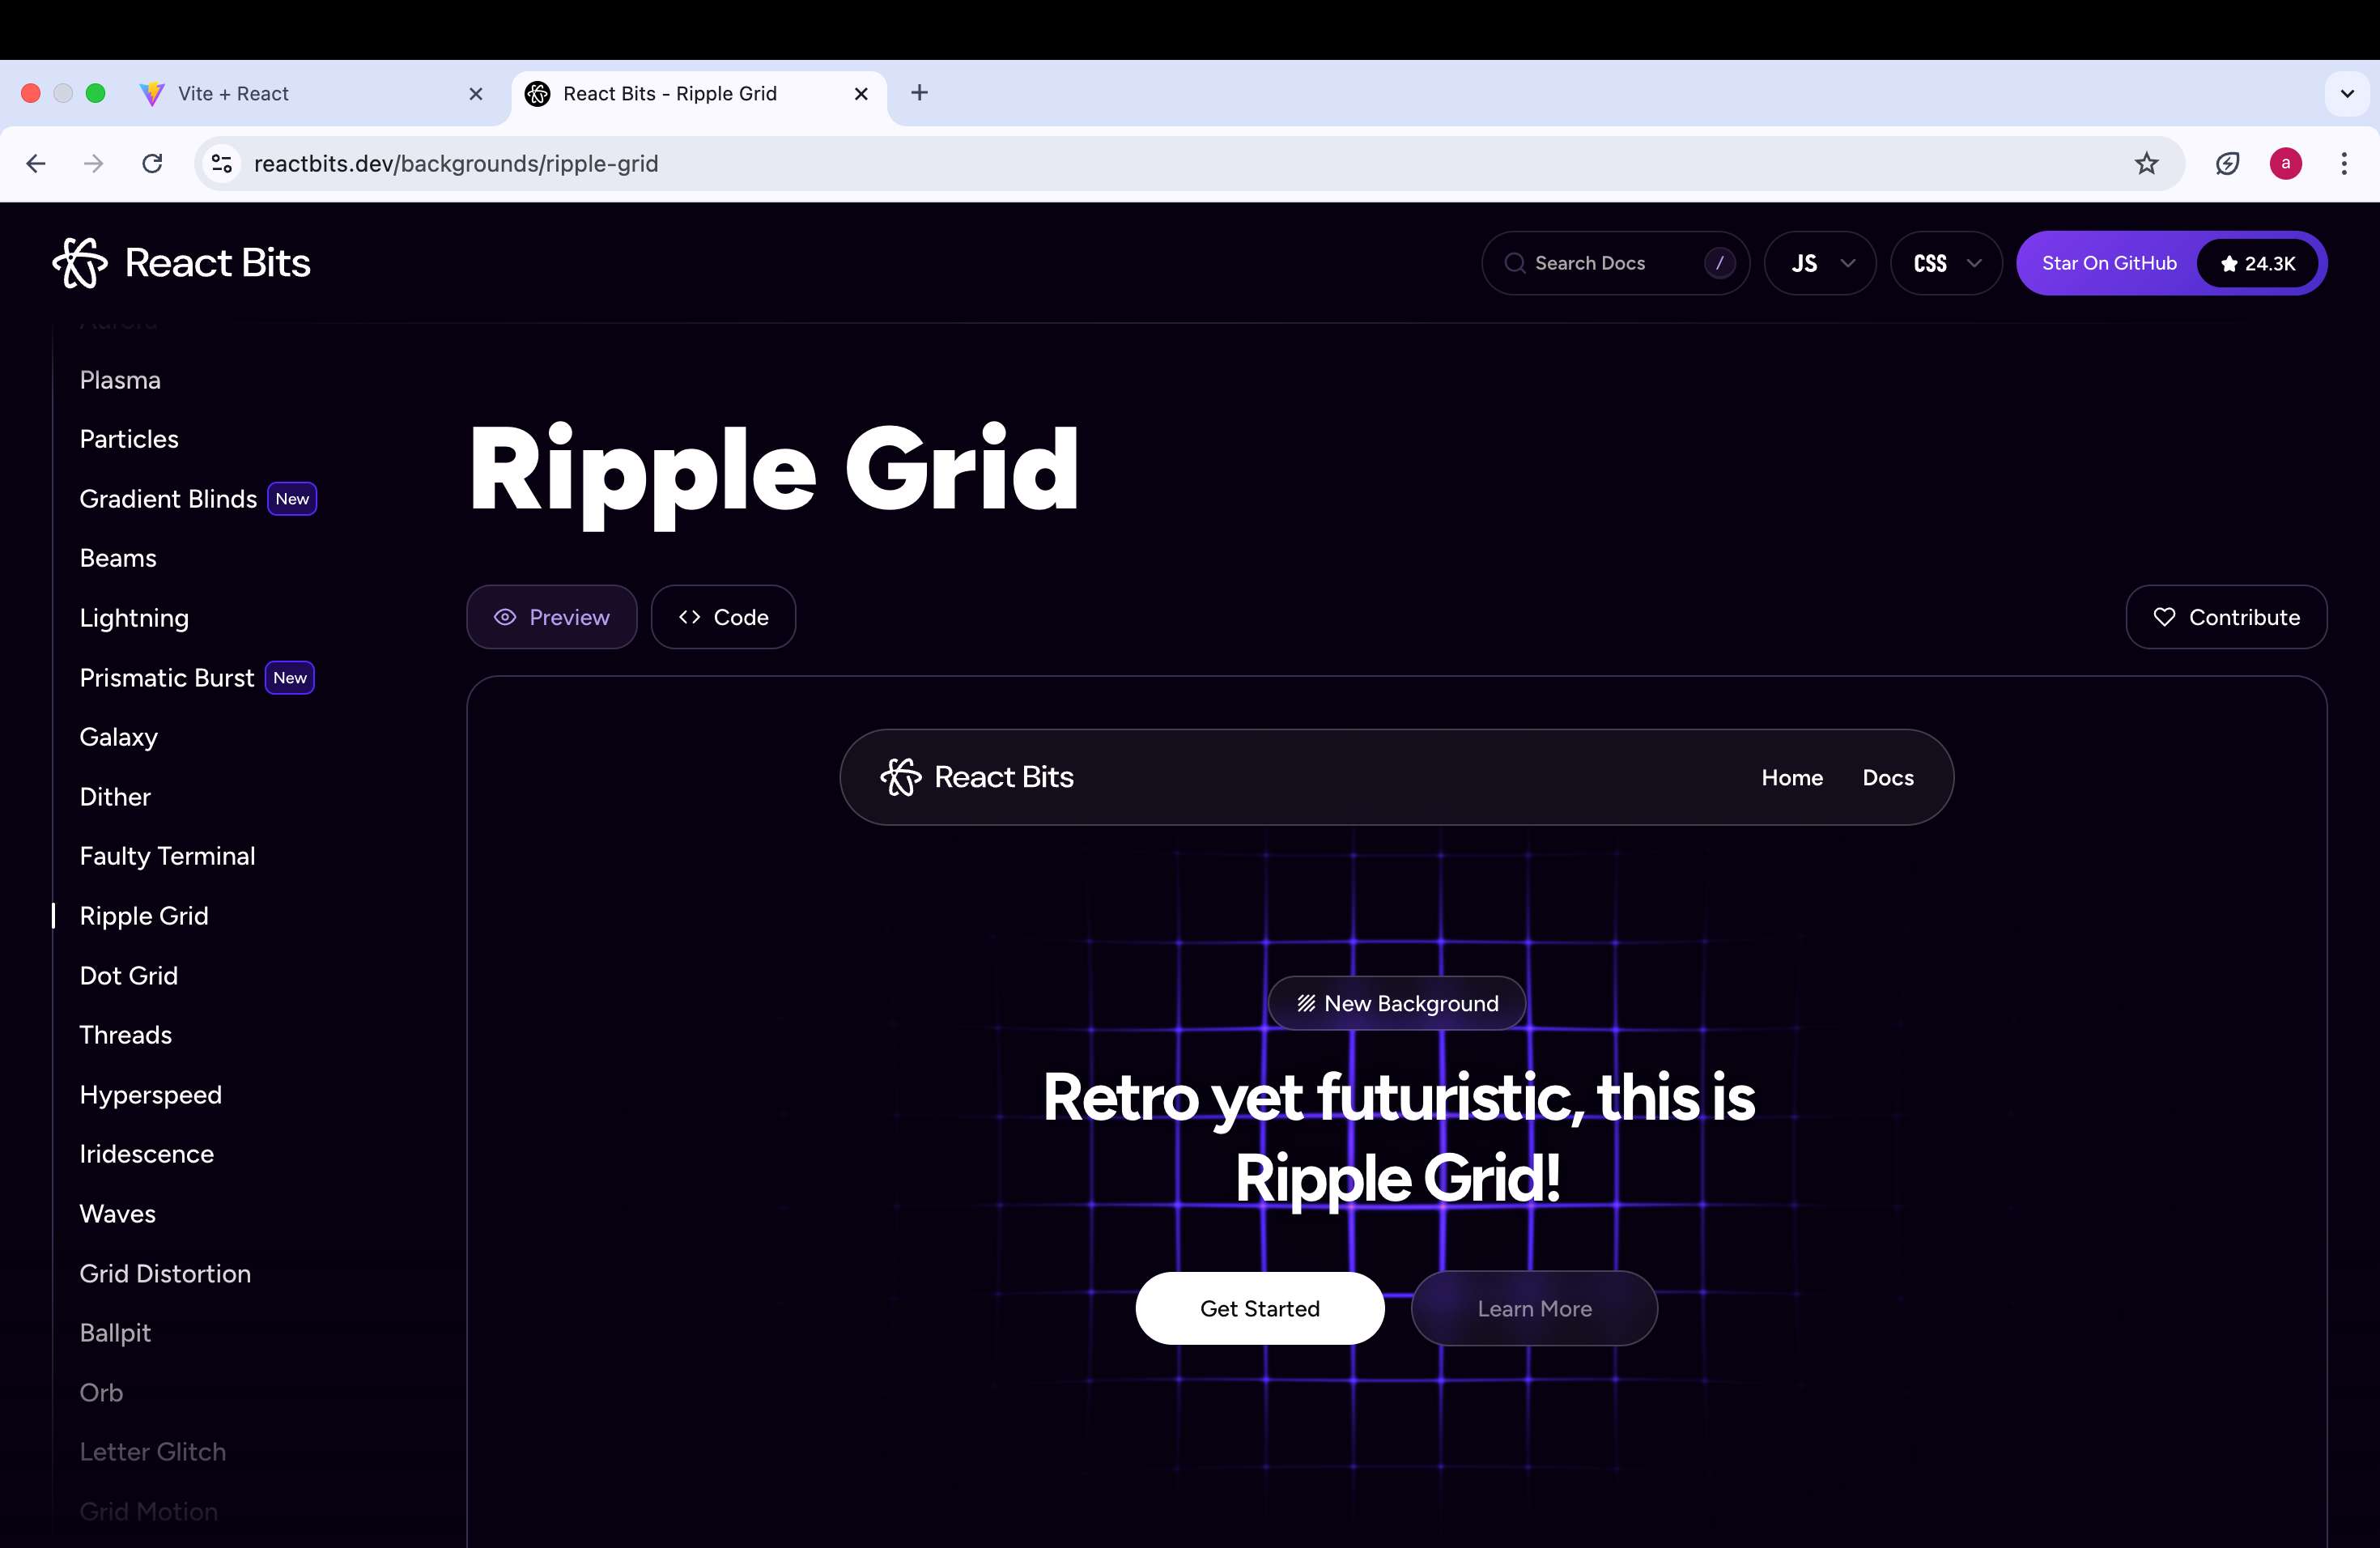 Vite + React
React Bits - Ripple Grid
reactbits.dev/backgrounds/ripple-grid
a
React Bits
Search Docs
/
JS
CSS
Star On GitHub
24.3K
Aurora
Plasma
Particles
Gradient Blinds New
Beams
Lightning
Prismatic Burst New
Galaxy
Dither
Faulty Terminal
Ripple Grid
Dot Grid
Threads
Hyperspeed
Iridescence
Waves
Grid Distortion
Ballpit
Orb
Letter Glitch
Grid Motion
Ripple Grid
Preview
Code
Contribute
React Bits
Home
Docs
New Background
Retro yet futuristic, this is
Ripple Grid!
Get Started
Learn More